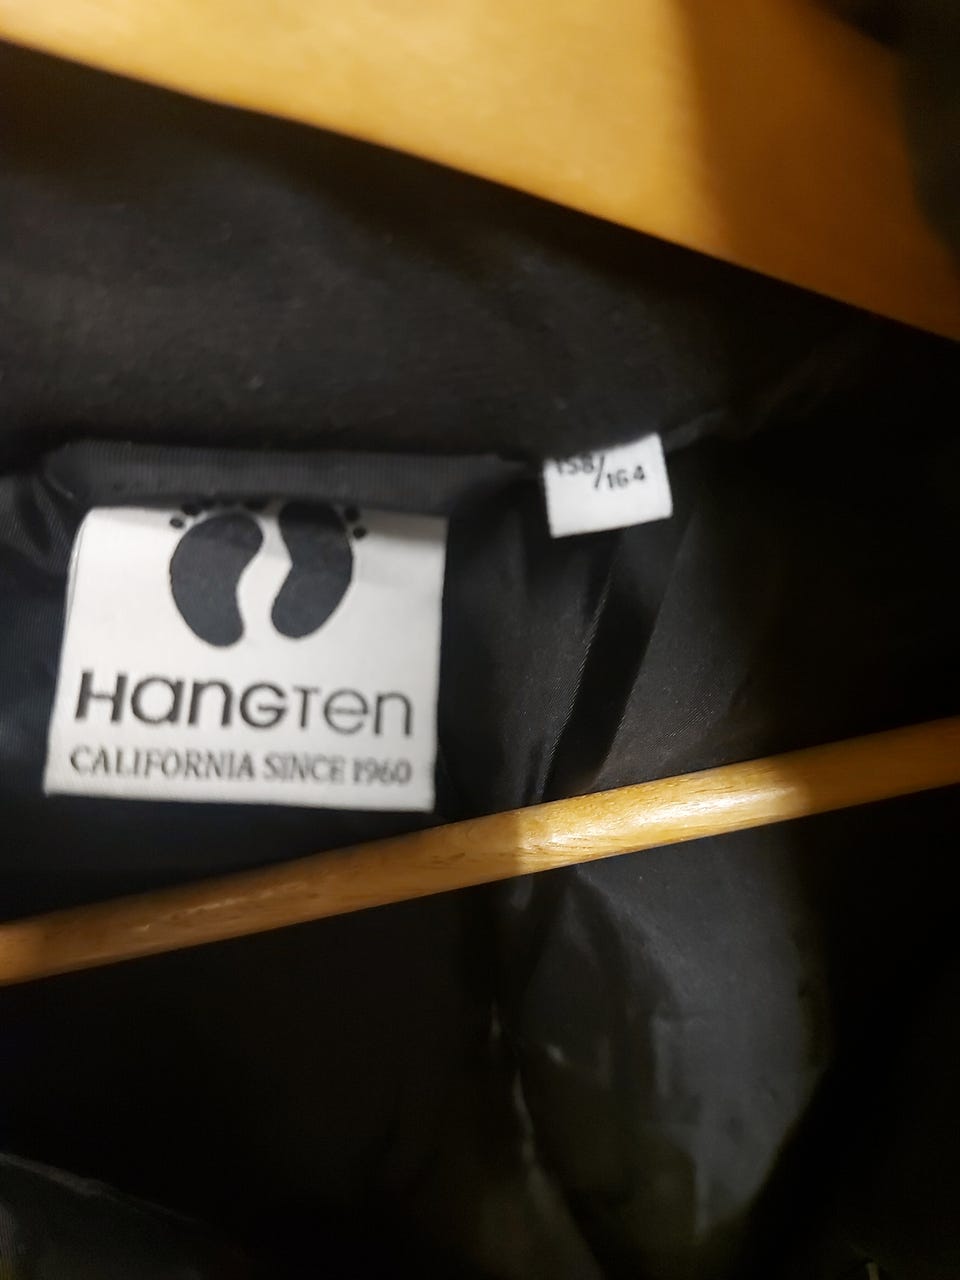 158/164
HangTen
CALIFORNIA SINCE 1960